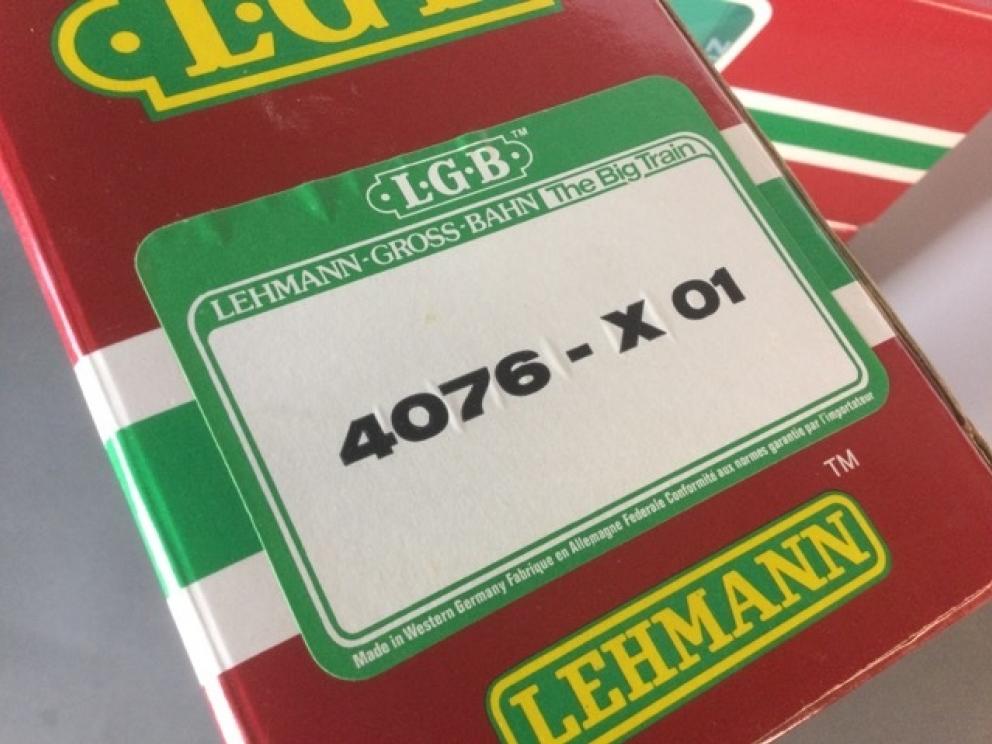 L·G·B
L·G·B™
LEHMANN-GROSS-BAHN The Big Train
4076 - X 01
Made in Western Germany Fabrique en Allemagne Federale Conformité aux normes garantie par l'importateur
TM
LEHMANN